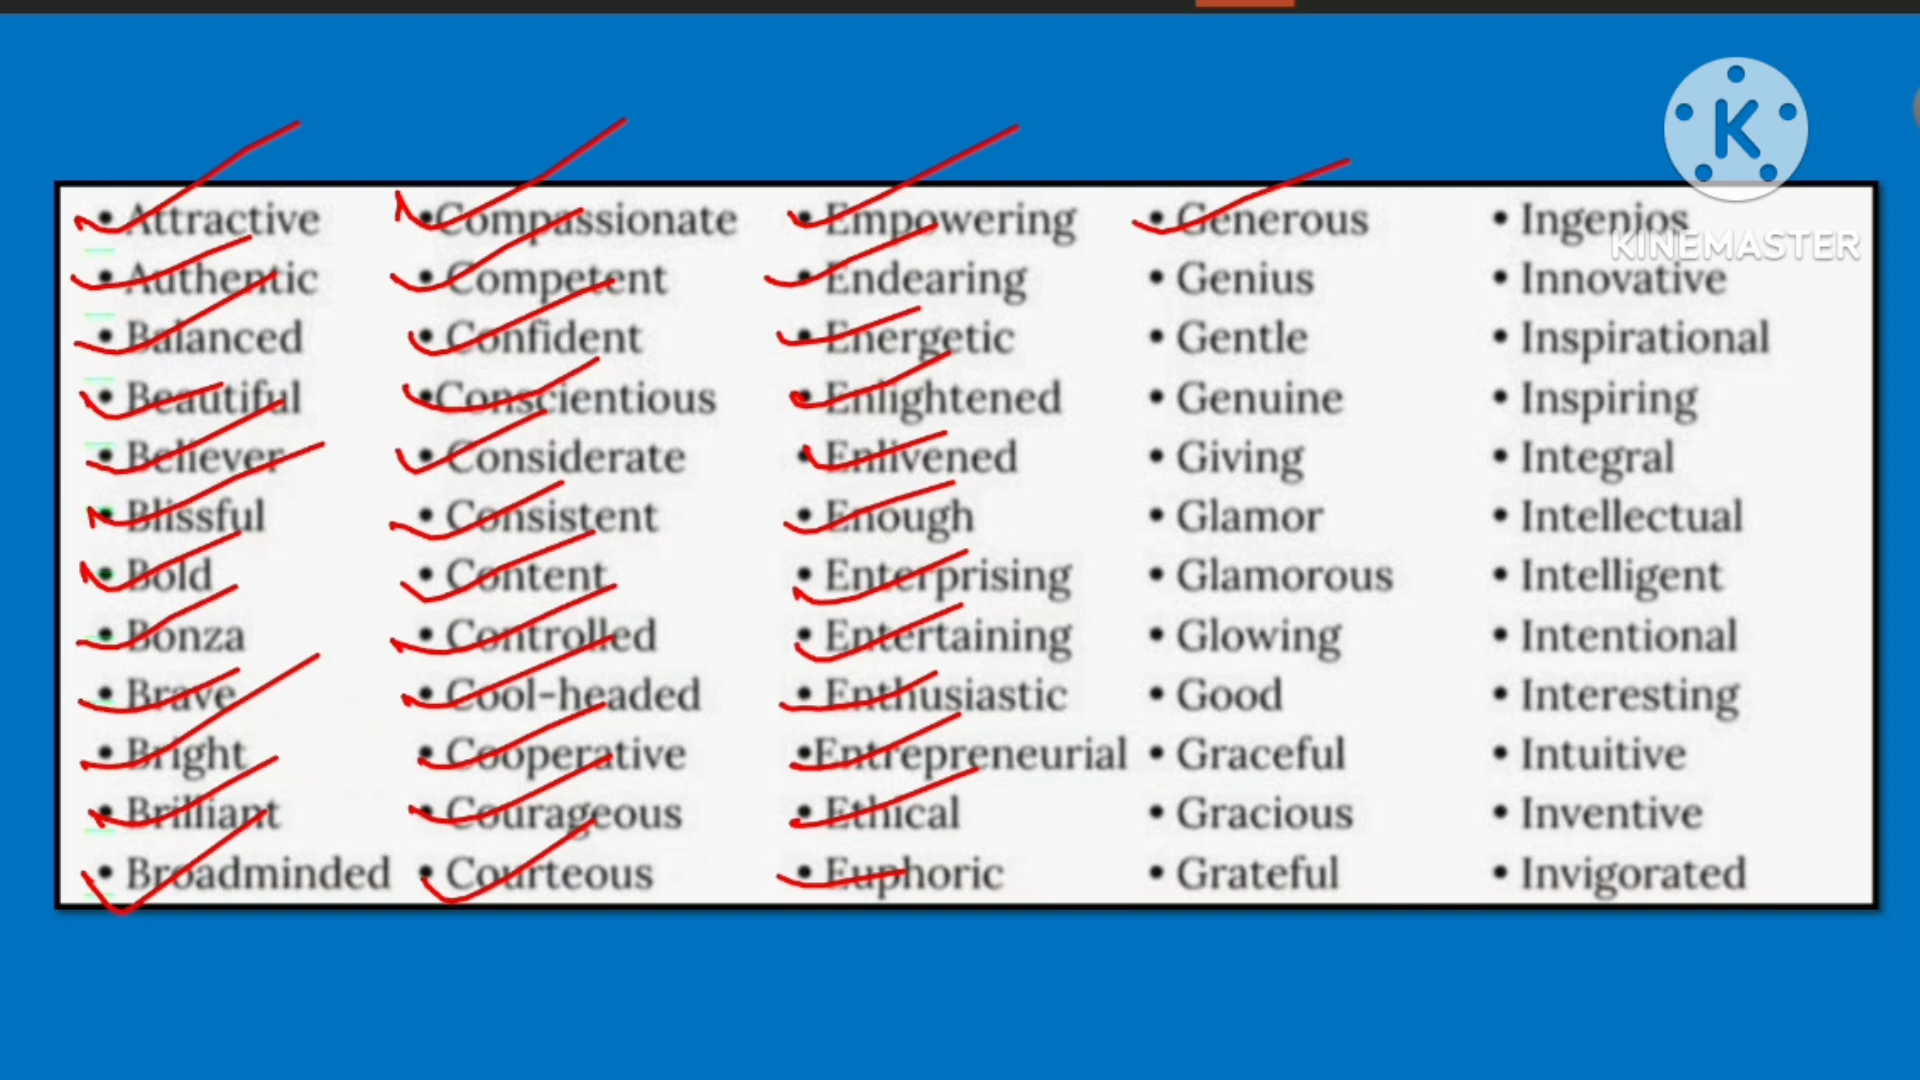 • Attractive •Compassionate • Empowering • Generous • Ingenios
• Authentic • Competent • Endearing • Genius • Innovative
• Balanced • Confident • Energetic • Gentle • Inspirational
• Beautiful •Conscientious • Enlightened • Genuine • Inspiring
• Believer • Considerate • Enlivened • Giving • Integral
• Blissful • Consistent • Enough • Glamor • Intellectual
• Bold • Content • Enterprising • Glamorous • Intelligent
• Bonza • Controlled • Entertaining • Glowing • Intentional
• Brave • Cool-headed • Enthusiastic • Good • Interesting
• Bright • Cooperative •Entrepreneurial • Graceful • Intuitive
• Brilliant • Courageous • Ethical • Gracious • Inventive
• Broadminded • Courteous • Euphoric • Grateful • Invigorated
K
KINEMASTER